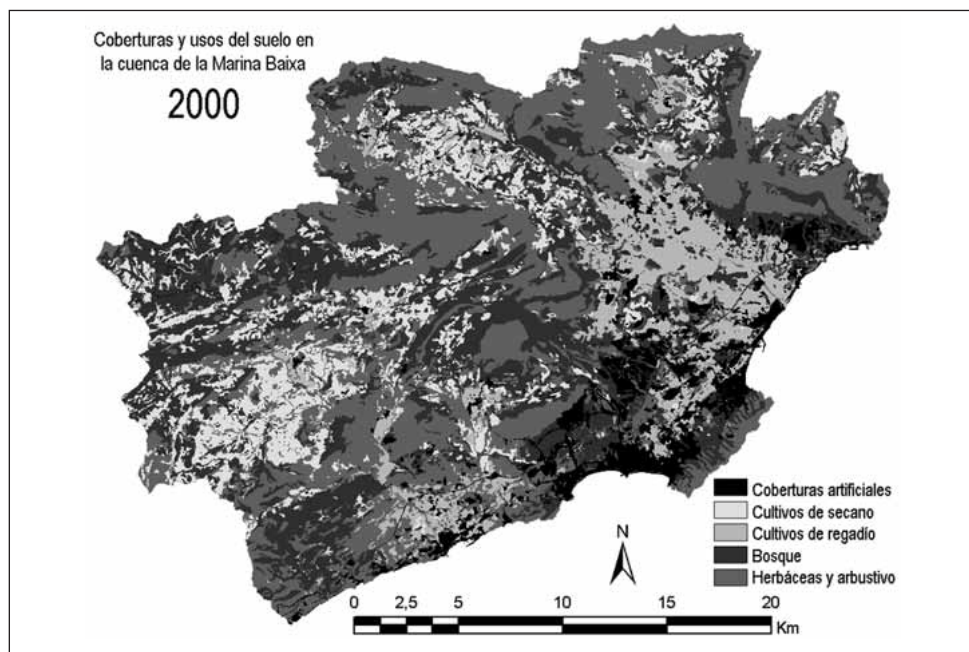 Coberturas y usos del suelo en
la cuenca de la Marina Baixa
2000
Coberturas artificiales
Cultivos de secano
Cultivos de regadío
Bosque
Herbáceas y arbustivo
N
0 2,5 5 10 15 20
Km